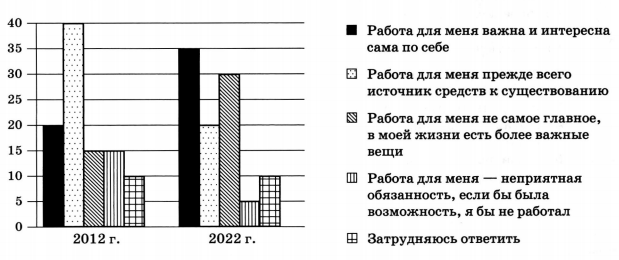 40
35
30
25
20
15
10
5
0
2012 г.
2022 г.
Работа для меня важна и интересна
сама по себе
Работа для меня прежде всего
источник средств к существованию
Работа для меня не самое главное,
в моей жизни есть более важные
вещи
Работа для меня — неприятная
обязанность, если бы была
возможность, я бы не работал
Затрудняюсь ответить